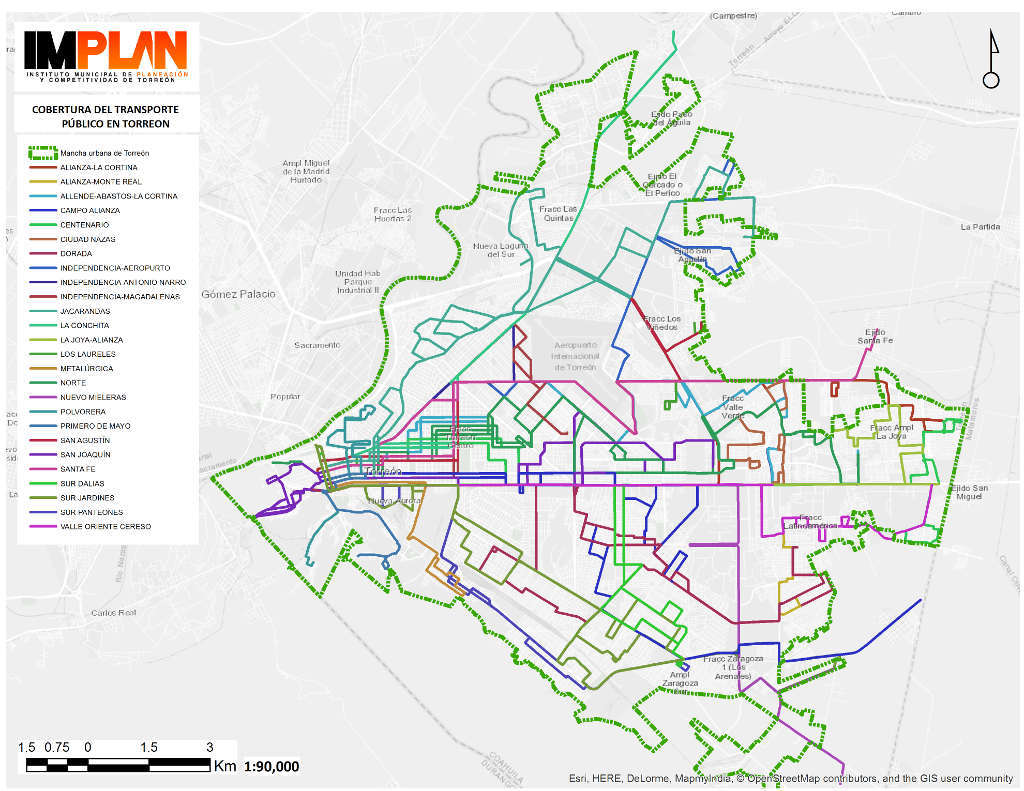 IMPLAN
INSTITUTO MUNICIPAL DE PLANEACIÓN
Y COMPETITIVIDAD DE TORREÓN
COBERTURA DEL TRANSPORTE
PÚBLICO EN TORREON
Mancha urbana de Torreón
ALIANZA-LA CORTINA
ALIANZA-MONTE REAL
ALLENDE-ABASTOS-LA CORTINA
CAMPO ALIANZA
CENTENARIO
CIUDAD NAZAS
DORADA
INDEPENDENCIA-AEROPURTO
INDEPENDENCIA-ANTONIO NARRO
INDEPENDENCIA-MAGADALENAS
JACARANDAS
LA CONCHITA
LA JOYA-ALIANZA
LOS LAURELES
METALÚRGICA
NORTE
NUEVO MIELERAS
POLVORERA
PRIMERO DE MAYO
SAN AGUSTÍN
SAN JOAQUÍN
SANTA FE
SUR DALIAS
SUR JARDINES
SUR PANTEONES
VALLE ORIENTE CERESO
(Campestre)
Torreón
Ejido Paso
del Aguila
Ampl Miguel
de la Madrid
Hurtado
Ejido El
Cercado o
El Perico
Fracc Las
Huertas 2
Fracc Las
Quintas
La Partida
Nueva Laguna
del Sur
Ejido San
Agustín
Unidad Hab
Parque
Industrial II
Gómez Palacio
Fracc Los
Viñedos
Sacramento
Aeropuerto
Internacional
de Torreón
Ejido
Santa Fe
Popular
Fracc
Valle
Verde
Fracc Ampl
La Joya
Matamoros
Torreón
Nueva Aurora
Ejido San
Miguel
Fracc
Latinoamerica
Río Nazas
Carlos Real
Fracc Zaragoza
1 (Los
Arenales)
Ampl
Zaragoza
Sur
COAHUILA
DURANGO
1.5 0.75 0 1.5 3
Km 1:90,000
Esri, HERE, DeLorme, MapmyIndia, © OpenStreetMap contributors, and the GIS user community